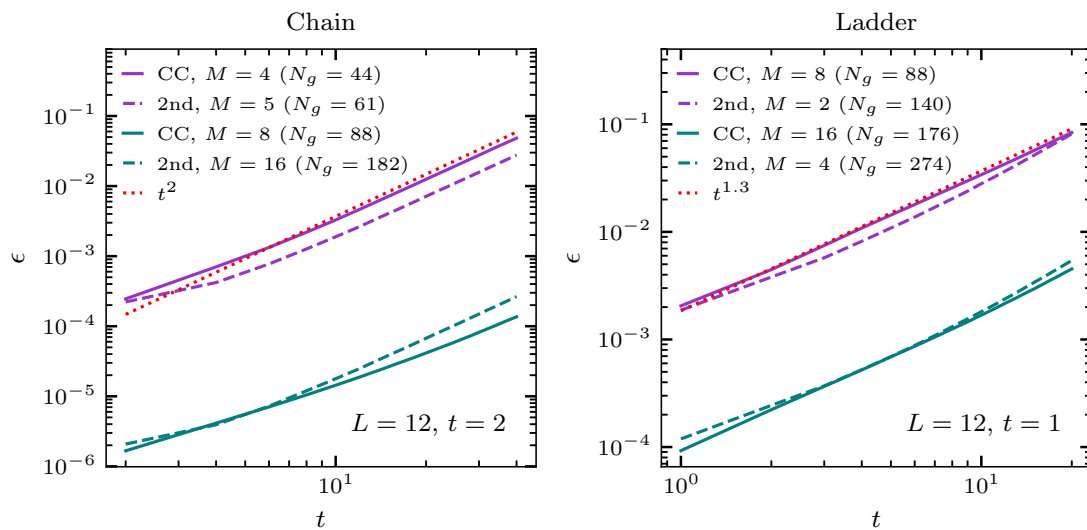 Chain
CC, M = 4 (N_g = 44)
2nd, M = 5 (N_g = 61)
CC, M = 8 (N_g = 88)
2nd, M = 16 (N_g = 182)
t^2
10^{-1}
10^{-2}
10^{-3}
10^{-4}
10^{-5}
10^{-6}
ϵ
L = 12, t = 2
10^1
t
Ladder
CC, M = 8 (N_g = 88)
2nd, M = 2 (N_g = 140)
CC, M = 16 (N_g = 176)
2nd, M = 4 (N_g = 274)
t^{1.3}
10^{-1}
10^{-2}
10^{-3}
10^{-4}
ϵ
L = 12, t = 1
10^0
10^1
t